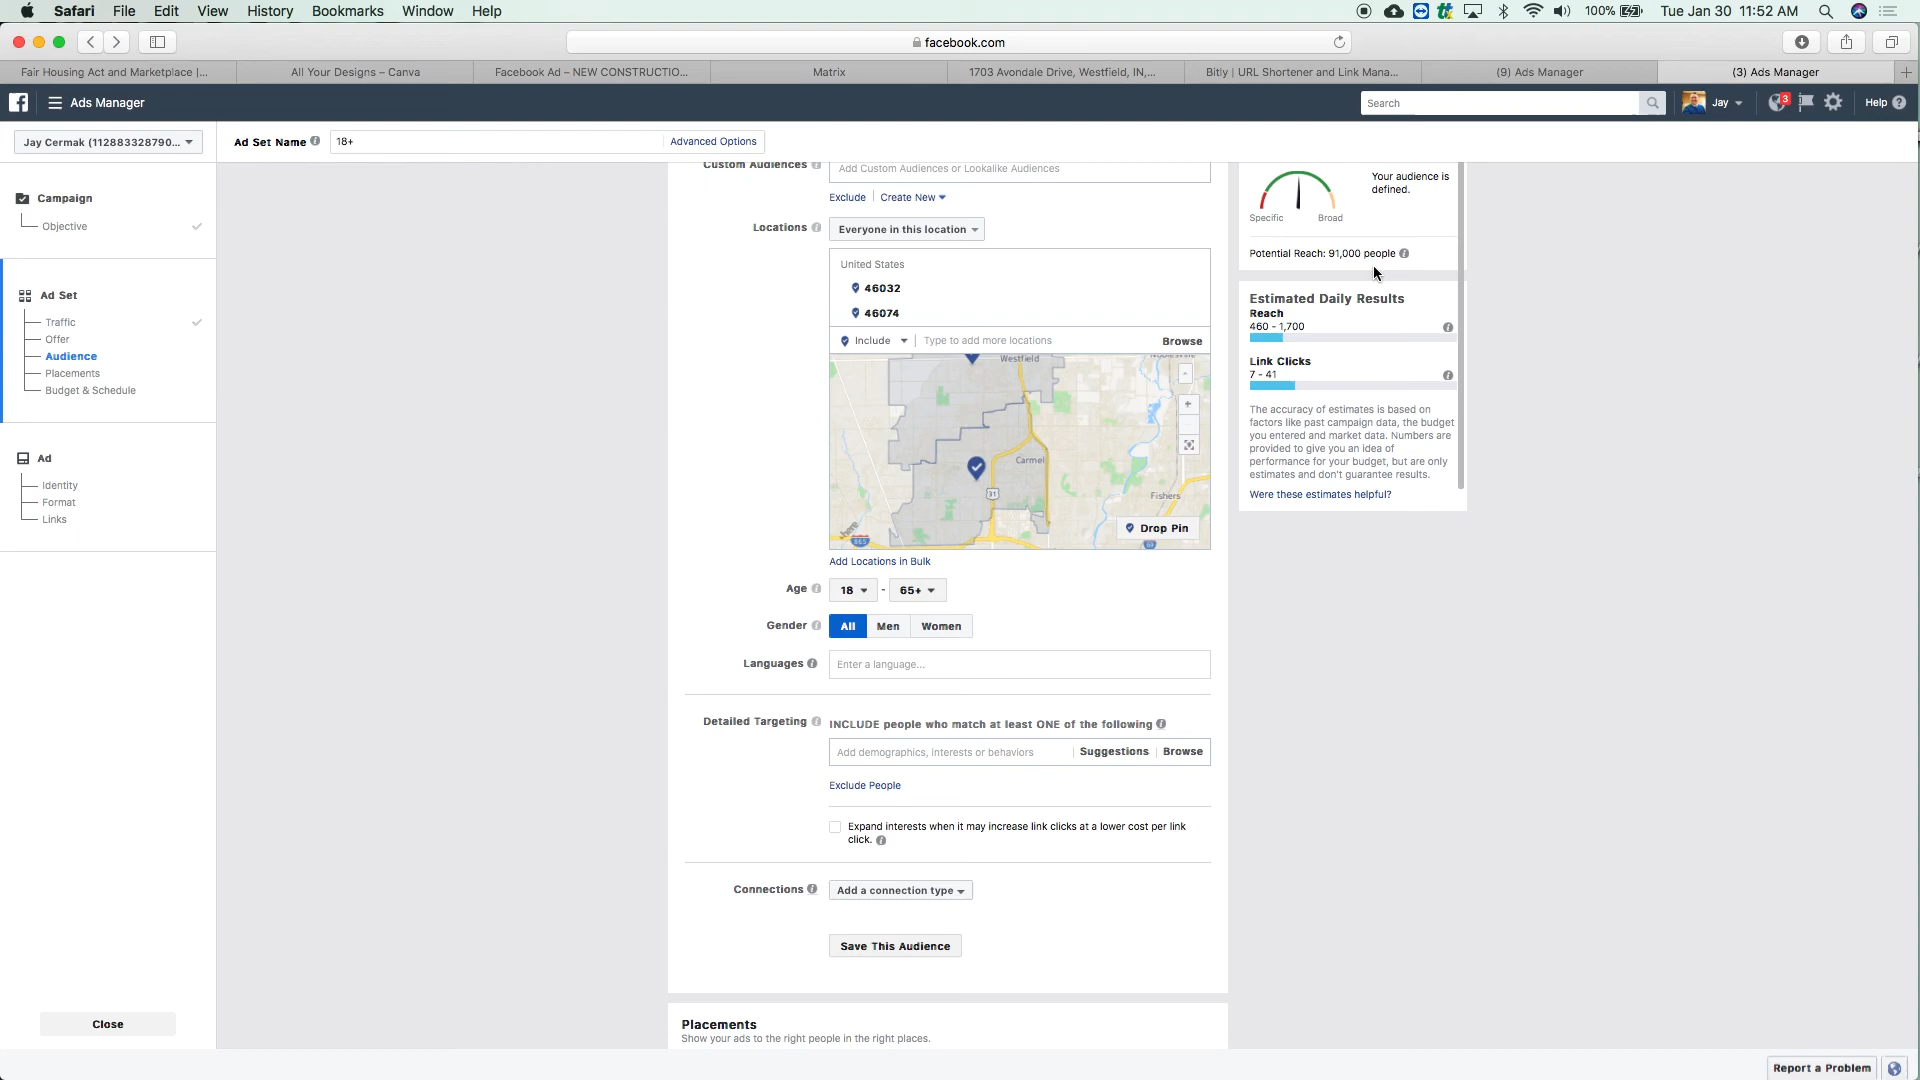 Safari File Edit View History Bookmarks Window Help
100% Tue Jan 30 11:52 AM
facebook.com
Fair Housing Act and Marketplace |...
All Your Designs – Canva
Facebook Ad – NEW CONSTRUCTIO...
Matrix
1703 Avondale Drive, Westfield, IN,...
Bitly | URL Shortener and Link Mana...
(9) Ads Manager
(3) Ads Manager
Ads Manager
Search
Jay
3
Help
Jay Cermak (112883328790...
Ad Set Name
18+
Advanced Options
Campaign
Objective
Ad Set
Traffic
Offer
Audience
Placements
Budget & Schedule
Ad
Identity
Format
Links
Close
Custom Audiences
Add Custom Audiences or Lookalike Audiences
Exclude
Create New
Locations
Everyone in this location
United States
46032
46074
Include
Type to add more locations
Browse
Westfield
Noblesville
Carmel
31
Fishers
here
865
69
Drop Pin
Add Locations in Bulk
Age
18 - 65+
Gender
All Men Women
Languages
Enter a language...
Detailed Targeting
INCLUDE people who match at least ONE of the following
Add demographics, interests or behaviors
Suggestions
Browse
Exclude People
Expand interests when it may increase link clicks at a lower cost per link
click.
Connections
Add a connection type
Save This Audience
Placements
Show your ads to the right people in the right places.
Your audience is
defined.
Specific
Broad
Potential Reach: 91,000 people
Estimated Daily Results
Reach
460 - 1,700
Link Clicks
7 - 41
The accuracy of estimates is based on
factors like past campaign data, the budget
you entered and market data. Numbers are
provided to give you an idea of
performance for your budget, but are only
estimates and don't guarantee results.
Were these estimates helpful?
Report a Problem